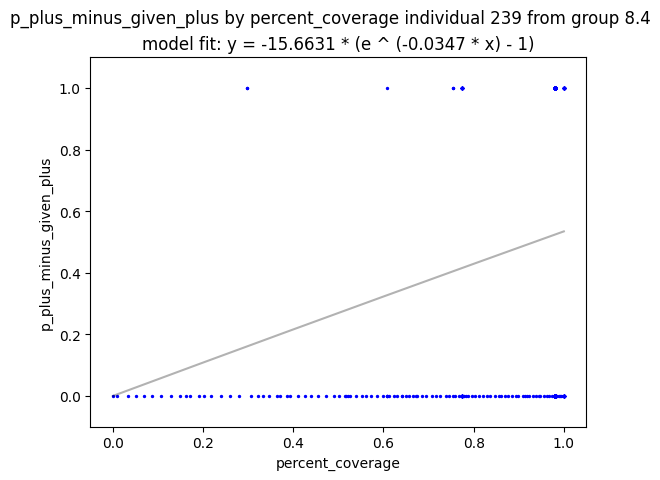 p_plus_minus_given_plus by percent_coverage individual 239 from group 8.4
model fit: y = -15.6631 * (e ^ (-0.0347 * x) - 1)
p_plus_minus_given_plus
1.0
0.8
0.6
0.4
0.2
0.0
0.0 0.2 0.4 0.6 0.8 1.0
percent_coverage